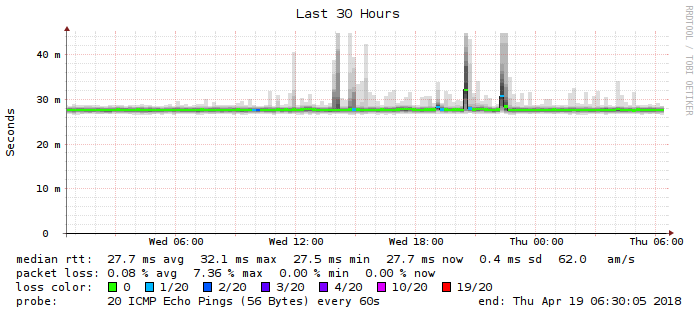 Last 30 Hours
RRDTOOL / TOBI OETIKER
Seconds
40 m
30 m
20 m
10 m
0
Wed 06:00 Wed 12:00 Wed 18:00 Thu 00:00 Thu 06:00
median rtt: 27.7 ms avg 32.1 ms max 27.5 ms min 27.7 ms now 0.4 ms sd 62.0 am/s
packet loss: 0.08 % avg 7.36 % max 0.00 % min 0.00 % now
loss color: 0 1/20 2/20 3/20 4/20 10/20 19/20
probe: 20 ICMP Echo Pings (56 Bytes) every 60s end: Thu Apr 19 06:30:05 2018